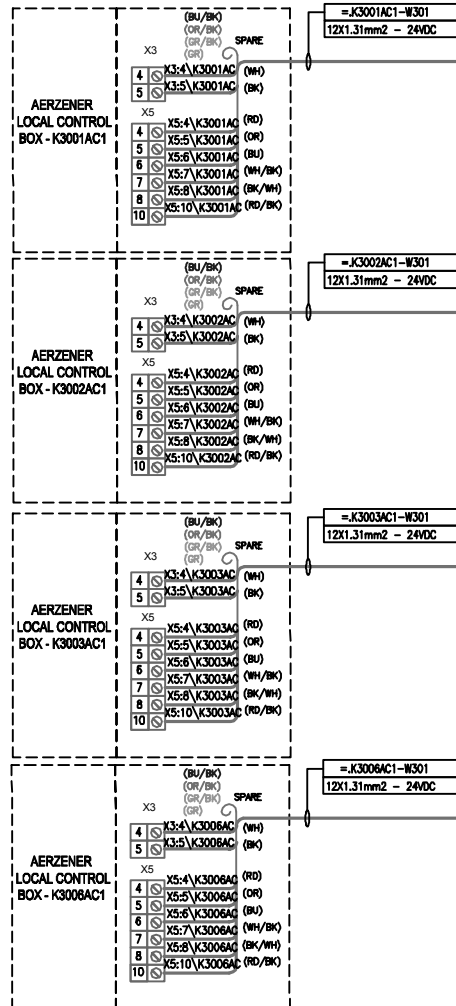 (BU/BK)
(OR/BK)
(GR/BK)
(GR)
SPARE
=.K3001AC1-W301
12X1.31mm2 - 24VDC
X3
4 X3:4\K3001AC (WH)
5 X3:5\K3001AC (BK)
AERZENER
LOCAL CONTROL
BOX - K3001AC1
X5
4 X5:4\K3001AC (RD)
5 X5:5\K3001AC (OR)
6 X5:6\K3001AC (BU)
7 X5:7\K3001AC (WH/BK)
8 X5:8\K3001AC (BK/WH)
10 X5:10\K3001AC (RD/BK)
(BU/BK)
(OR/BK)
(GR/BK)
(GR)
SPARE
=.K3002AC1-W301
12X1.31mm2 - 24VDC
X3
4 X3:4\K3002AC (WH)
5 X3:5\K3002AC (BK)
AERZENER
LOCAL CONTROL
BOX - K3002AC1
X5
4 X5:4\K3002AC (RD)
5 X5:5\K3002AC (OR)
6 X5:6\K3002AC (BU)
7 X5:7\K3002AC (WH/BK)
8 X5:8\K3002AC (BK/WH)
10 X5:10\K3002AC (RD/BK)
(BU/BK)
(OR/BK)
(GR/BK)
(GR)
SPARE
=.K3003AC1-W301
12X1.31mm2 - 24VDC
X3
4 X3:4\K3003AC (WH)
5 X3:5\K3003AC (BK)
AERZENER
LOCAL CONTROL
BOX - K3003AC1
X5
4 X5:4\K3003AC (RD)
5 X5:5\K3003AC (OR)
6 X5:6\K3003AC (BU)
7 X5:7\K3003AC (WH/BK)
8 X5:8\K3003AC (BK/WH)
10 X5:10\K3003AC (RD/BK)
(BU/BK)
(OR/BK)
(GR/BK)
(GR)
SPARE
=.K3006AC1-W301
12X1.31mm2 - 24VDC
X3
4 X3:4\K3006AC (WH)
5 X3:5\K3006AC (BK)
AERZENER
LOCAL CONTROL
BOX - K3006AC1
X5
4 X5:4\K3006AC (RD)
5 X5:5\K3006AC (OR)
6 X5:6\K3006AC (BU)
7 X5:7\K3006AC (WH/BK)
8 X5:8\K3006AC (BK/WH)
10 X5:10\K3006AC (RD/BK)